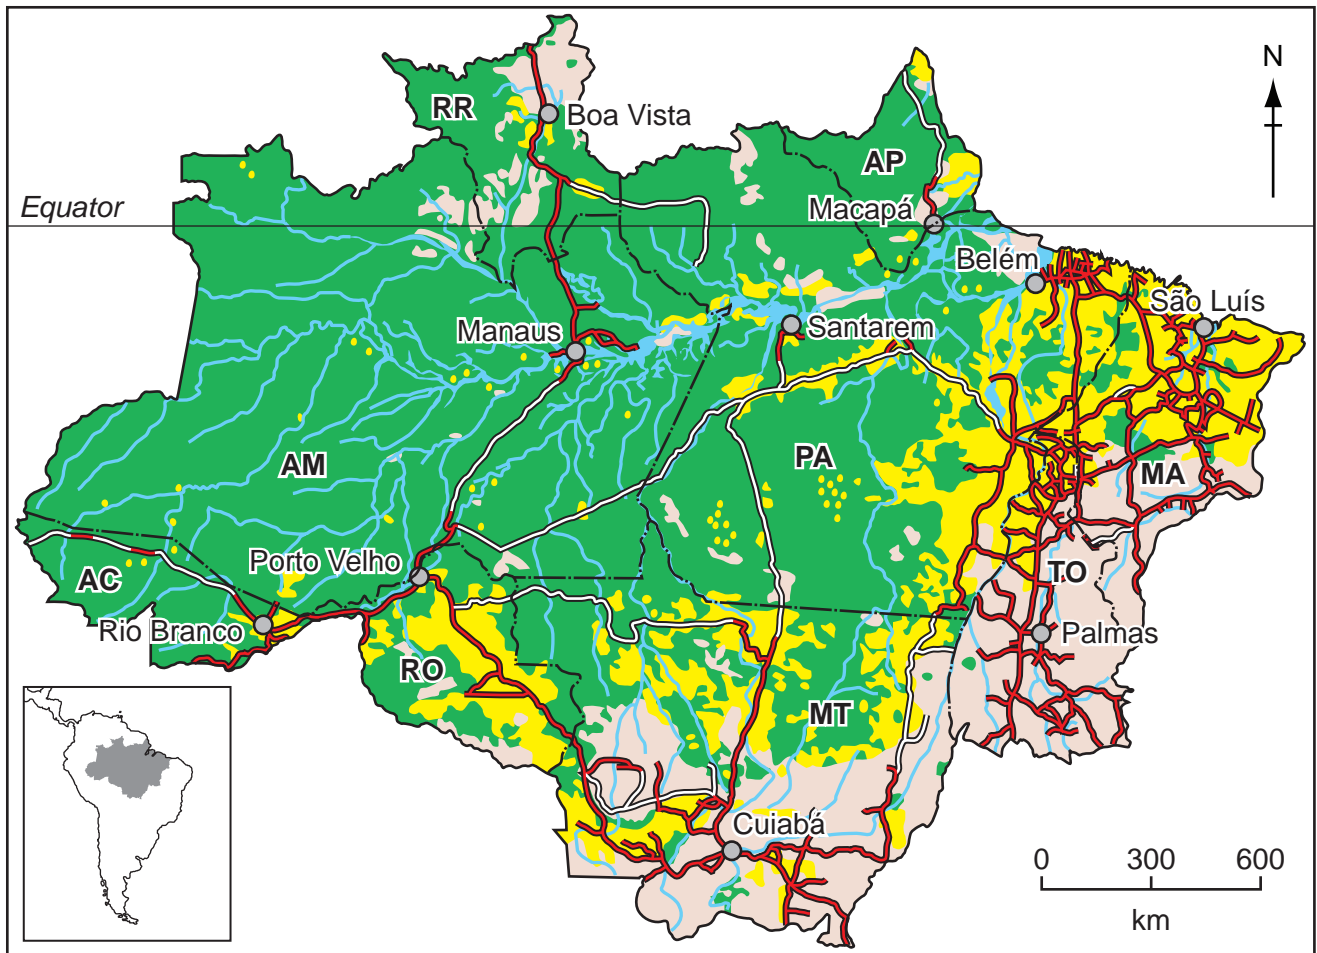 N
RR
Boa Vista
AP
Equator
Macapá
Belém
São Luís
Manaus
Santarem
AM
PA
MA
Porto Velho
AC
TO
Rio Branco
Palmas
RO
MT
Cuiabá
0 300 600
km